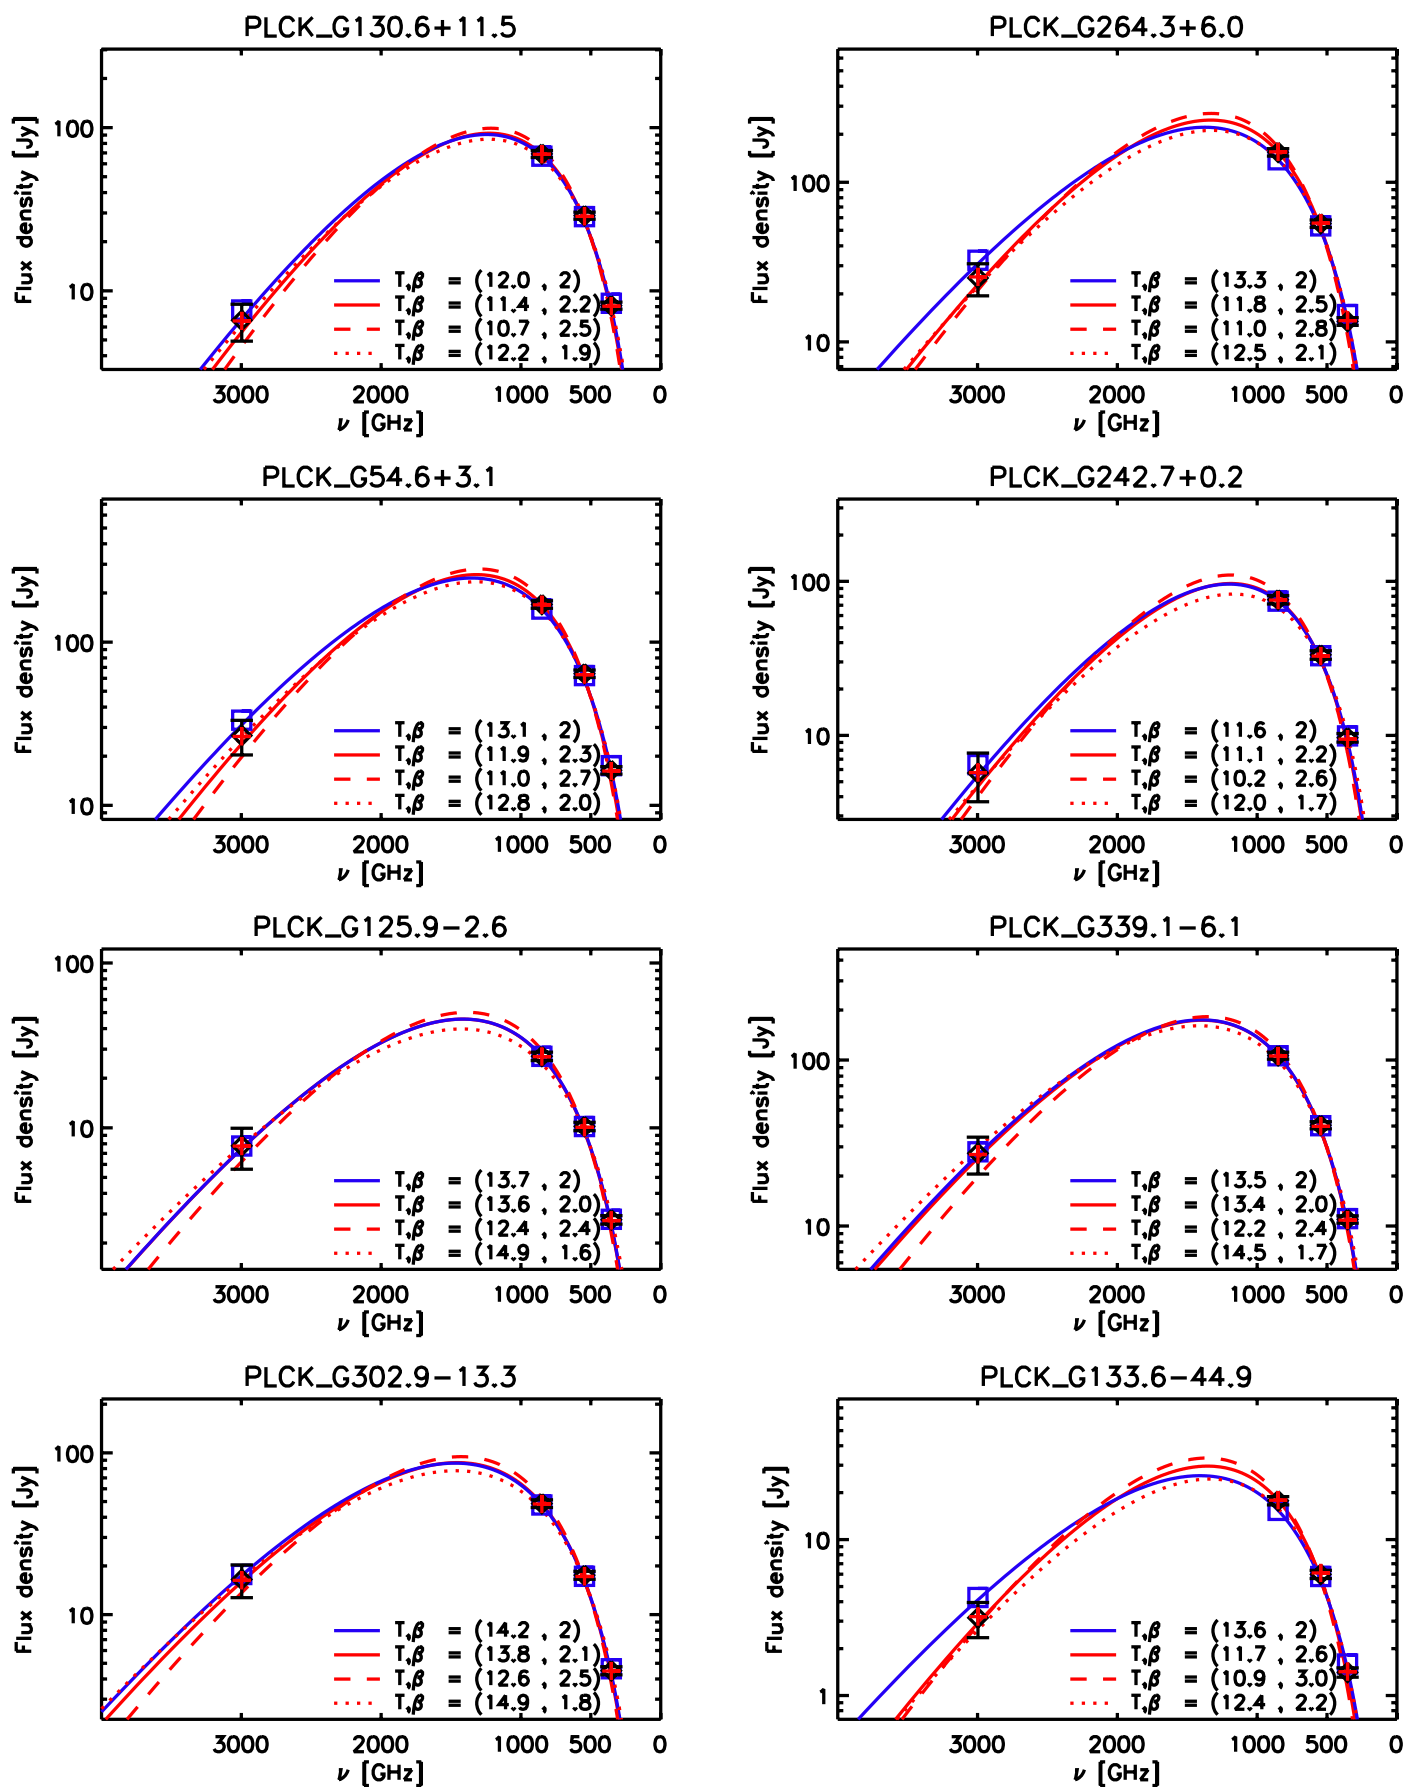 PLCK_G130.6+11.5
Flux density [Jy]
100
10
T,β = (12.0 , 2)
T,β = (11.4 , 2.2)
T,β = (10.7 , 2.5)
T,β = (12.2 , 1.9)
3000 2000 1000 500 0
ν [GHz]
PLCK_G264.3+6.0
Flux density [Jy]
100
10
T,β = (13.3 , 2)
T,β = (11.8 , 2.5)
T,β = (11.0 , 2.8)
T,β = (12.5 , 2.1)
3000 2000 1000 500 0
ν [GHz]
PLCK_G54.6+3.1
Flux density [Jy]
100
10
T,β = (13.1 , 2)
T,β = (11.9 , 2.3)
T,β = (11.0 , 2.7)
T,β = (12.8 , 2.0)
3000 2000 1000 500 0
ν [GHz]
PLCK_G242.7+0.2
Flux density [Jy]
100
10
T,β = (11.6 , 2)
T,β = (11.1 , 2.2)
T,β = (10.2 , 2.6)
T,β = (12.0 , 1.7)
3000 2000 1000 500 0
ν [GHz]
PLCK_G125.9−2.6
Flux density [Jy]
100
10
T,β = (13.7 , 2)
T,β = (13.6 , 2.0)
T,β = (12.4 , 2.4)
T,β = (14.9 , 1.6)
3000 2000 1000 500 0
ν [GHz]
PLCK_G339.1−6.1
Flux density [Jy]
100
10
T,β = (13.5 , 2)
T,β = (13.4 , 2.0)
T,β = (12.2 , 2.4)
T,β = (14.5 , 1.7)
3000 2000 1000 500 0
ν [GHz]
PLCK_G302.9−13.3
Flux density [Jy]
100
10
T,β = (14.2 , 2)
T,β = (13.8 , 2.1)
T,β = (12.6 , 2.5)
T,β = (14.9 , 1.8)
3000 2000 1000 500 0
ν [GHz]
PLCK_G133.6−44.9
Flux density [Jy]
10
1
T,β = (13.6 , 2)
T,β = (11.7 , 2.6)
T,β = (10.9 , 3.0)
T,β = (12.4 , 2.2)
3000 2000 1000 500 0
ν [GHz]